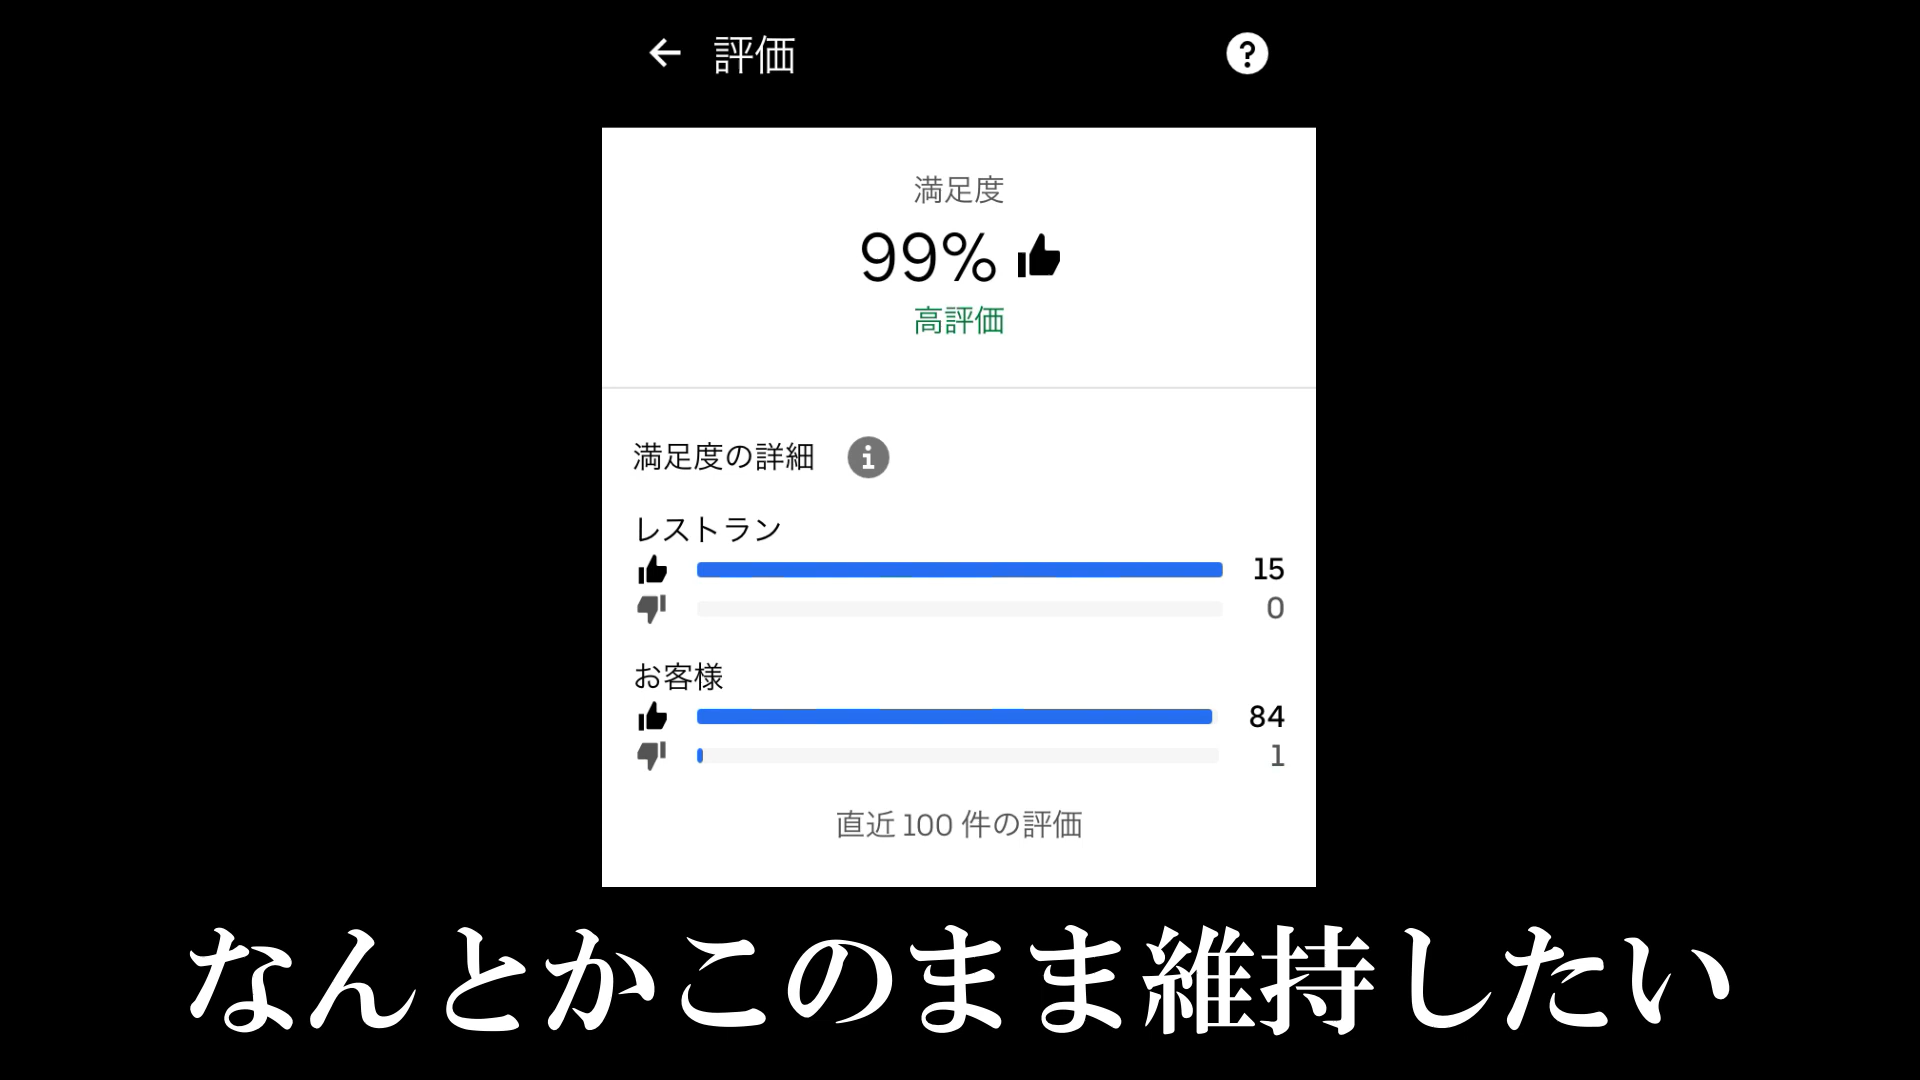 評価
満足度
99%
高評価
満足度の詳細
レストラン
15
0
お客様
84
1
直近 100 件の評価
なんとかこのまま維持したい